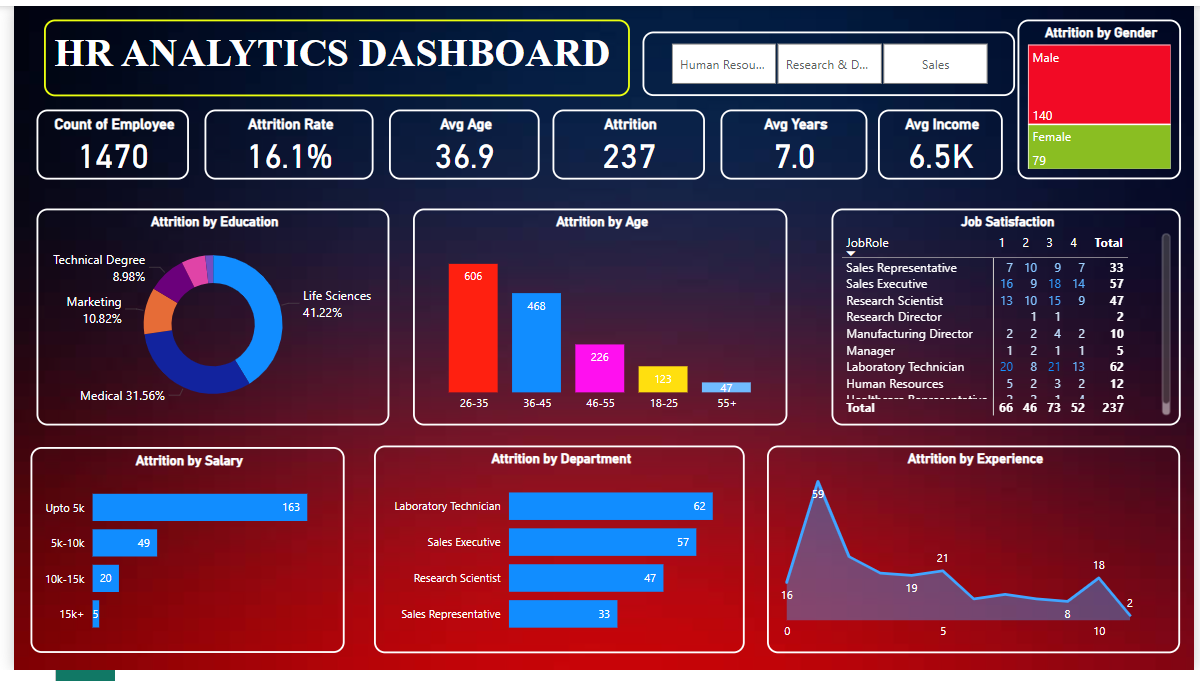 HR ANALYTICS DASHBOARD
Human Resou...
Research & D...
Sales
Attrition by Gender
Male
140
Female
79
Count of Employee
1470
Attrition Rate
16.1%
Avg Age
36.9
Attrition
237
Avg Years
7.0
Avg Income
6.5K
Attrition by Education
Technical Degree
8.98%
Marketing
10.82%
Medical 31.56%
Life Sciences
41.22%
Attrition by Age
606
468
226
123
47
26-35 36-45 46-55 18-25 55+
Job Satisfaction
JobRole 1 2 3 4 Total
Sales Representative 7 10 9 7 33
Sales Executive 16 9 18 14 57
Research Scientist 13 10 15 9 47
Research Director 1 1 2
Manufacturing Director 2 2 4 2 10
Manager 1 2 1 1 5
Laboratory Technician 20 8 21 13 62
Human Resources 5 2 3 2 12
Total 66 46 73 52 237
Attrition by Salary
Upto 5k 163
5k-10k 49
10k-15k 20
15k+ 5
Attrition by Department
Laboratory Technician 62
Sales Executive 57
Research Scientist 47
Sales Representative 33
Attrition by Experience
59
16
19
21
8
18
2
0 5 10